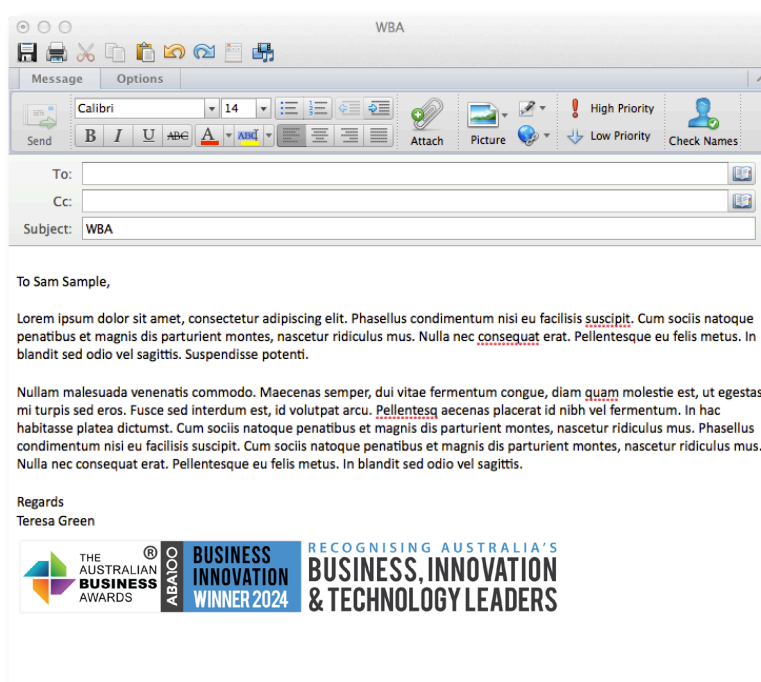 WBA
Message Options
Calibri 14 High Priority
Send B I U ABC A ABC Attach Picture Low Priority Check Names
To:
Cc:
Subject: WBA
To Sam Sample,
Lorem ipsum dolor sit amet, consectetur adipiscing elit. Phasellus condimentum nisi eu facilisis suscipit. Cum sociis natoque
penatibus et magnis dis parturient montes, nascetur ridiculus mus. Nulla nec consequat erat. Pellentesque eu felis metus. In
blandit sed odio vel sagittis. Suspendisse potenti.
Nullam malesuada venenatis commodo. Maecenas semper, dui vitae fermentum congue, diam quam molestie est, ut egestas
mi turpis sed eros. Fusce sed interdum est, id volutpat arcu. Pellentesq aecenas placerat id nibh vel fermentum. In hac
habitasse platea dictumst. Cum sociis natoque penatibus et magnis dis parturient montes, nascetur ridiculus mus. Phasellus
condimentum nisi eu facilisis suscipit. Cum sociis natoque penatibus et magnis dis parturient montes, nascetur ridiculus mus.
Nulla nec consequat erat. Pellentesque eu felis metus. In blandit sed odio vel sagittis.
Regards
Teresa Green
THE ®
AUSTRALIAN
BUSINESS
AWARDS
ABA100
BUSINESS
INNOVATION
WINNER 2024
RECOGNISING AUSTRALIA'S
BUSINESS, INNOVATION
& TECHNOLOGY LEADERS